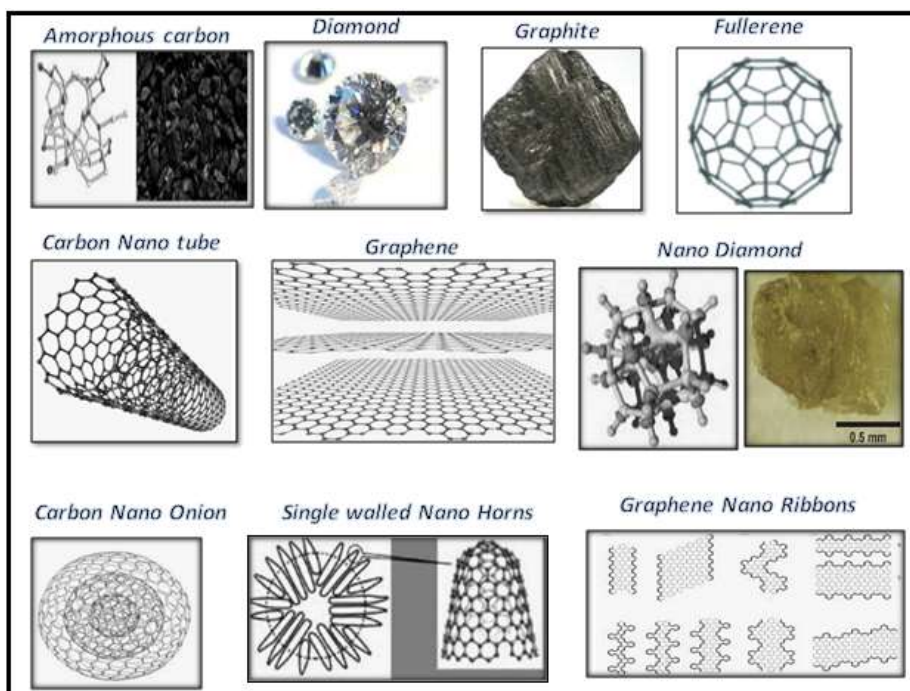 Amorphous carbon
Diamond
Graphite
Fullerene
Carbon Nano tube
Graphene
Nano Diamond
0.5 mm
Carbon Nano Onion
Single walled Nano Horns
Graphene Nano Ribbons